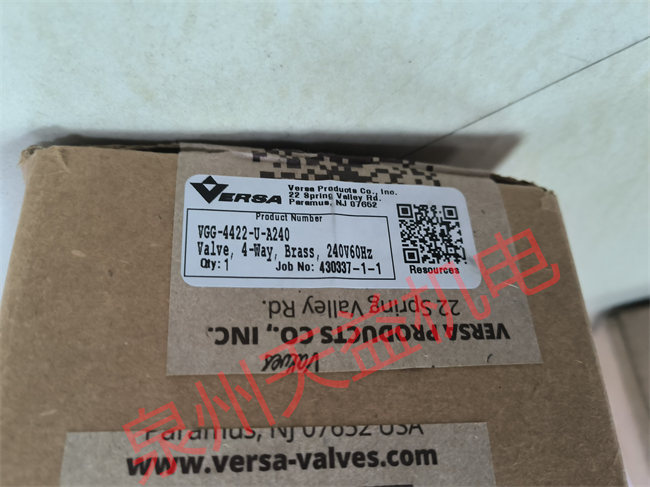 VERSA
Versa Products Co., Inc.
22 Spring Valley Rd.
Paramus, NJ 07652
Product Number
VGG-4422-U-A240
Valve, 4-Way, Brass, 240V60Hz
Qty: 1 Job No: 430337-1-1
Resources
22 Spring Valley Rd.
VERSA PRODUCTS CO., INC.
Valves
Paramus, NJ 07652 USA
www.versa-valves.com
泉州天益机电